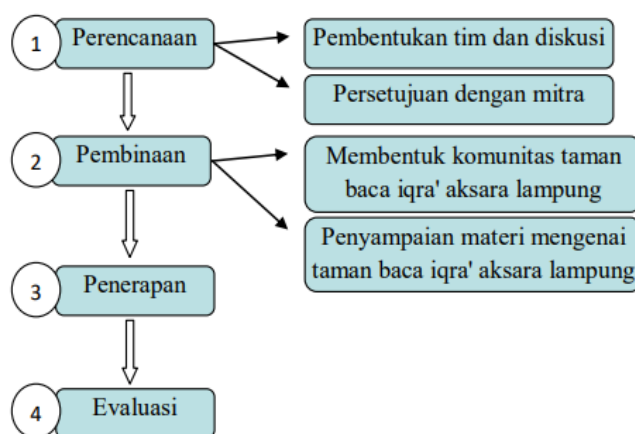 1
Perencanaan
Pembentukan tim dan diskusi
Persetujuan dengan mitra
2
Pembinaan
Membentuk komunitas taman
baca iqra' aksara lampung
Penyampaian materi mengenai
taman baca iqra' aksara lampung
3
Penerapan
4
Evaluasi